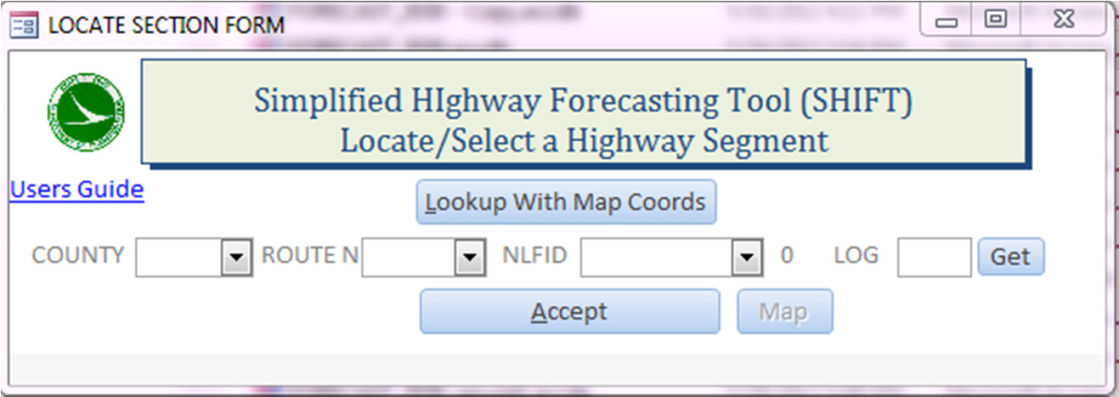 LOCATE SECTION FORM
Simplified HIghway Forecasting Tool (SHIFT)
Locate/Select a Highway Segment
Users Guide
Lookup With Map Coords
COUNTY ROUTE N NLFID 0 LOG Get
Accept Map